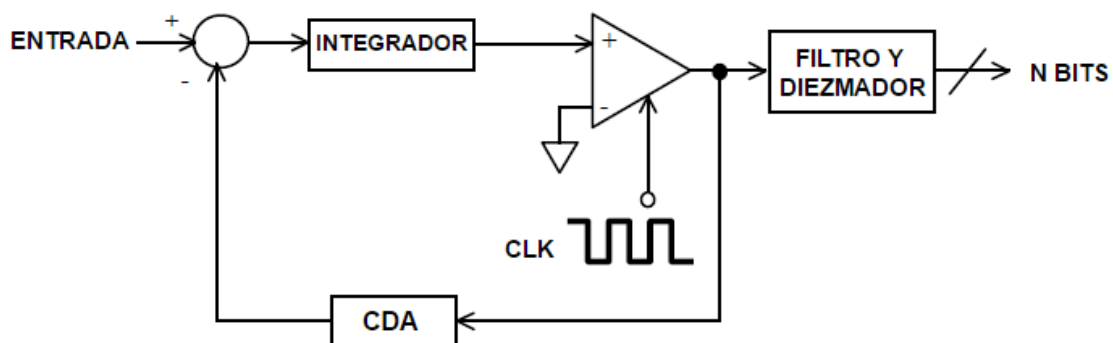 +
ENTRADA
-
INTEGRADOR
+
-
FILTRO Y
DIEZMADOR
N BITS
CLK
CDA